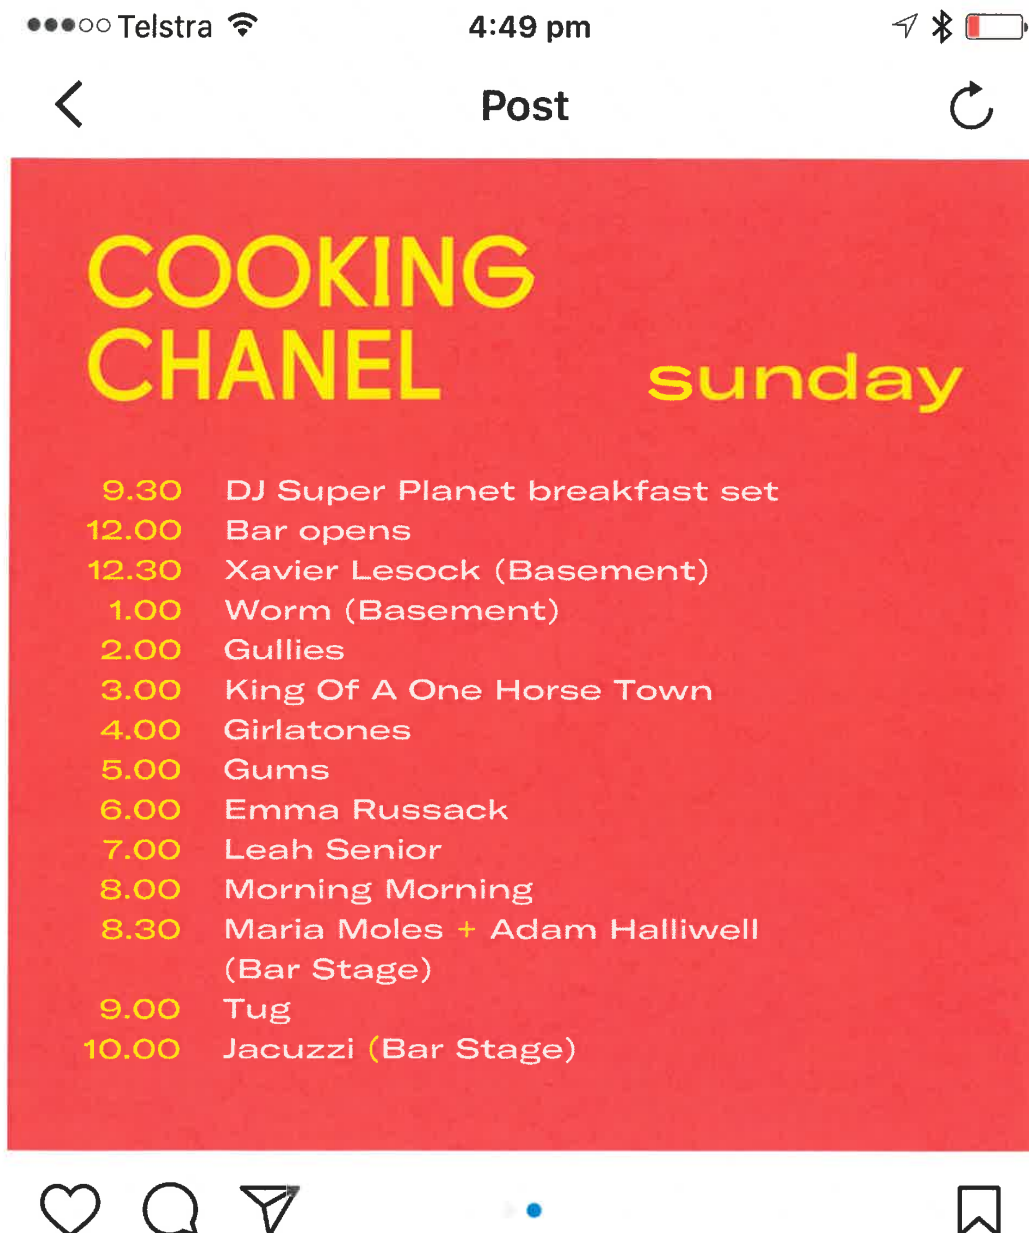 Telstra 4:49 pm
Post
COOKING
CHANEL sunday
9.30 DJ Super Planet breakfast set
12.00 Bar opens
12.30 Xavier Lesock (Basement)
1.00 Worm (Basement)
2.00 Gullies
3.00 King Of A One Horse Town
4.00 Girlatones
5.00 Gums
6.00 Emma Russack
7.00 Leah Senior
8.00 Morning Morning
8.30 Maria Moles + Adam Halliwell
(Bar Stage)
9.00 Tug
10.00 Jacuzzi (Bar Stage)